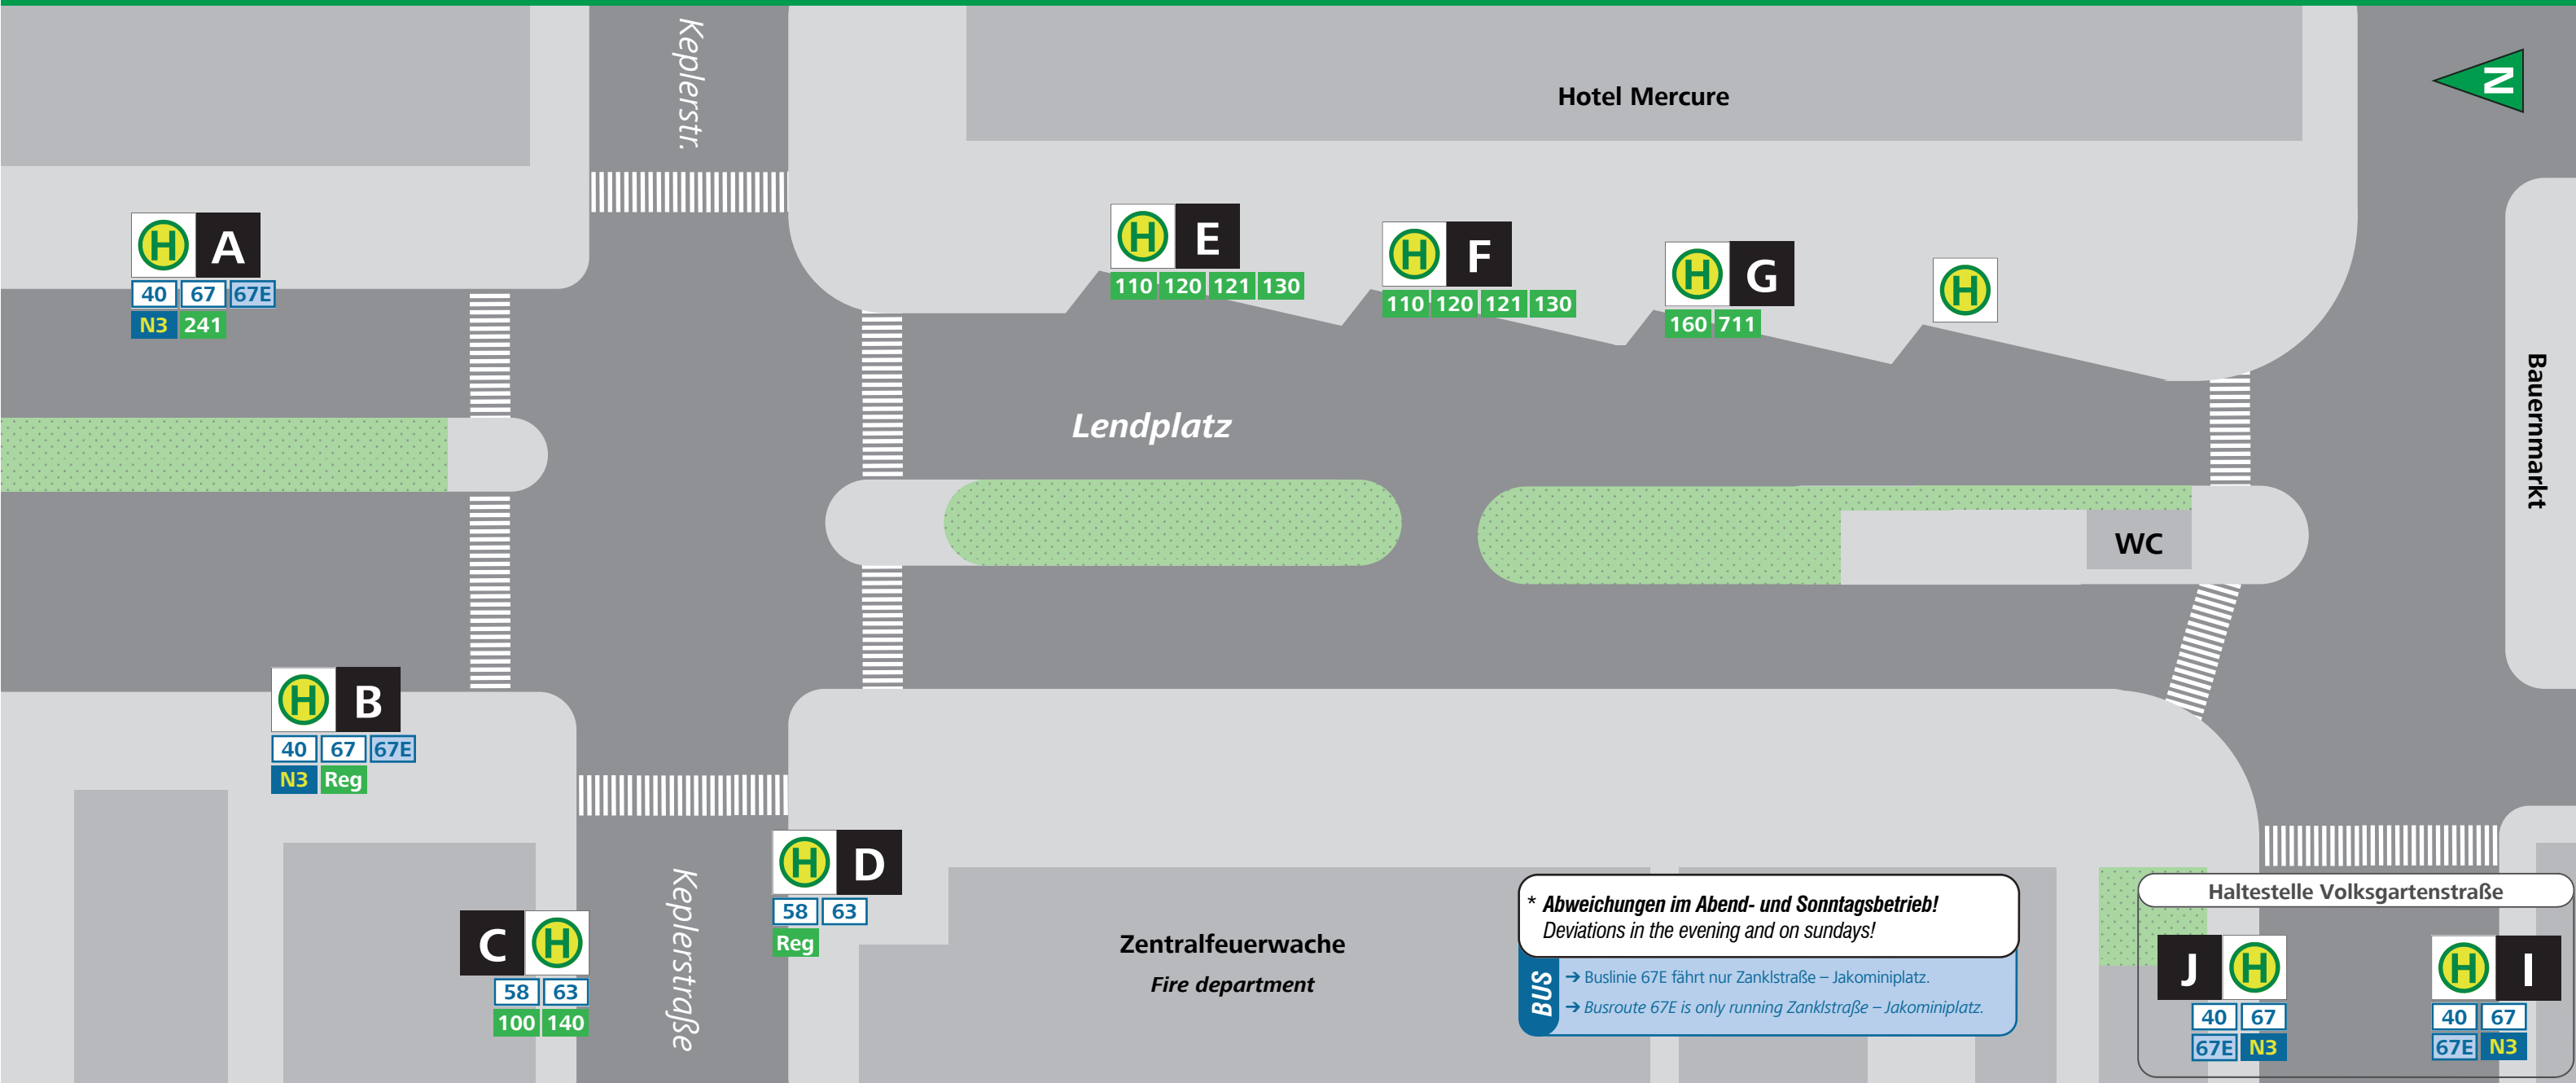 Keplerstr.
Hotel Mercure
N
H A
40 67 67E
N3 241
H E
110 120 121 130
H F
110 120 121 130
H G
160 711
H
Lendplatz
Bauernmarkt
WC
H B
40 67 67E
N3 Reg
H D
58 63
Reg
C H
58 63
100 140
Keplerstraße
Zentralfeuerwache
Fire department
* Abweichungen im Abend- und Sonntagsbetrieb!
Deviations in the evening and on sundays!
BUS
➔ Buslinie 67E fährt nur Zanklstraße – Jakominiplatz.
➔ Busroute 67E is only running Zanklstraße – Jakominiplatz.
Haltestelle Volksgartenstraße
J H
40 67
67E N3
H I
40 67
67E N3